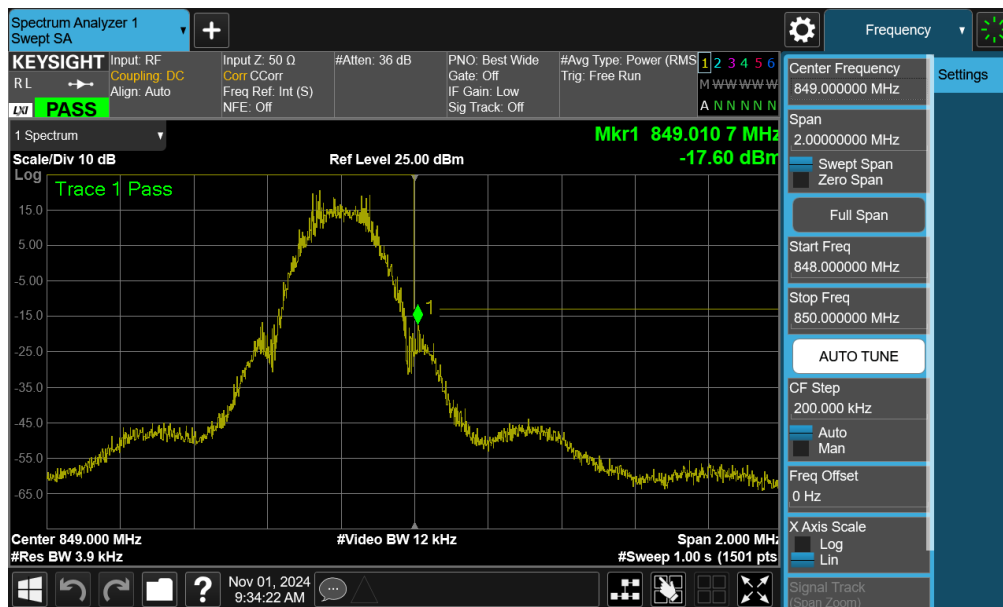 Spectrum Analyzer 1
Swept SA
Frequency
KEYSIGHT
R L
LXI
PASS
Input: RF
Coupling: DC
Align: Auto
Input Z: 50 Ω
Corr CCorr
Freq Ref: Int (S)
NFE: Off
#Atten: 36 dB
PNO: Best Wide
Gate: Off
IF Gain: Low
Sig Track: Off
#Avg Type: Power (RMS
Trig: Free Run
1 2 3 4 5 6
M W W W W W
A N N N N N
1 Spectrum
Scale/Div 10 dB
Ref Level 25.00 dBm
Mkr1 849.010 7 MHz
-17.60 dBm
Log
Trace 1 Pass
15.0
5.00
-5.00
-15.0
-25.0
-35.0
-45.0
-55.0
-65.0
1
Center 849.000 MHz
#Res BW 3.9 kHz
#Video BW 12 kHz
Span 2.000 MHz
#Sweep 1.00 s (1501 pts
?
Nov 01, 2024
9:34:22 AM
Center Frequency
849.000000 MHz
Span
2.00000000 MHz
Swept Span
Zero Span
Full Span
Start Freq
848.000000 MHz
Stop Freq
850.000000 MHz
AUTO TUNE
CF Step
200.000 kHz
Auto
Man
Freq Offset
0 Hz
X Axis Scale
Log
Lin
Signal Track
(Span Zoom)
Settings